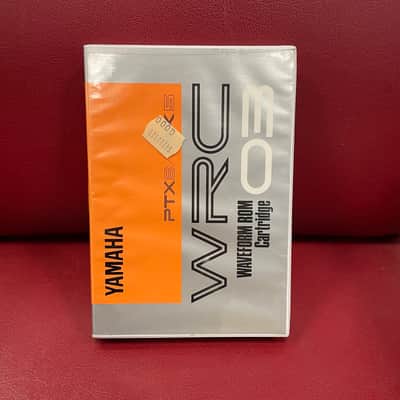 YAMAHA
PTX8
WRC
03
WAVEFORM ROM
Cartridge